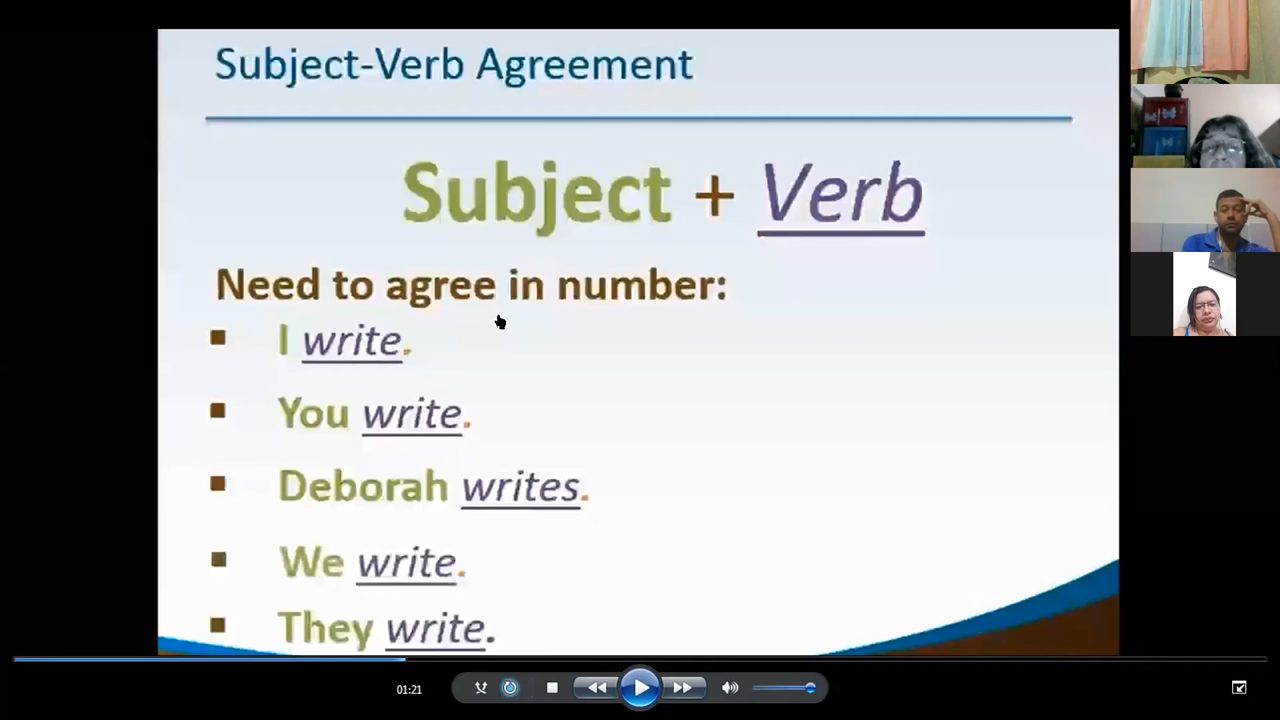 Subject-Verb Agreement
Subject + Verb
Need to agree in number:
I write.
You write.
Deborah writes.
We write.
They write.
01:21